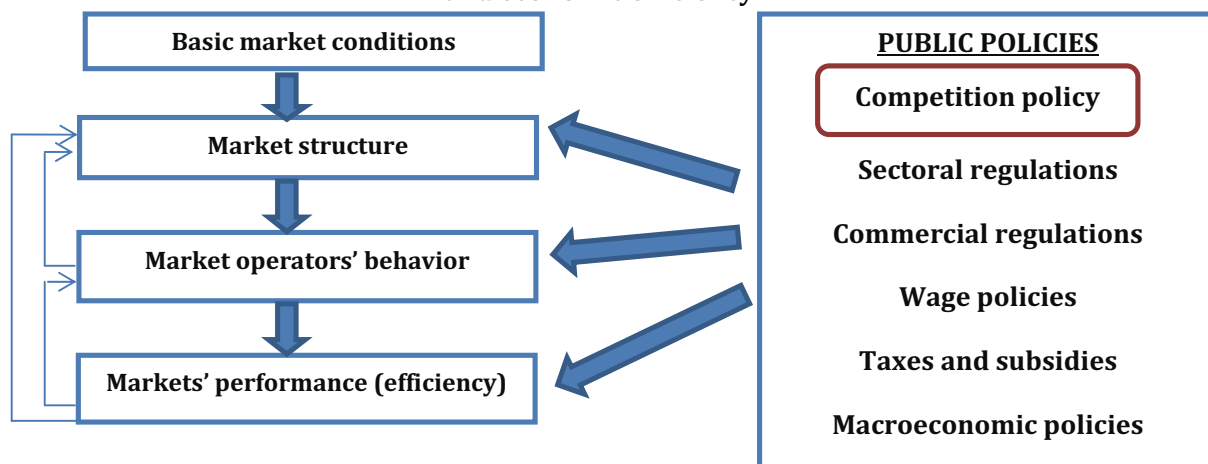 Basic market conditions
Market structure
Market operators’ behavior
Markets’ performance (efficiency)
PUBLIC POLICIES
Competition policy
Sectoral regulations
Commercial regulations
Wage policies
Taxes and subsidies
Macroeconomic policies